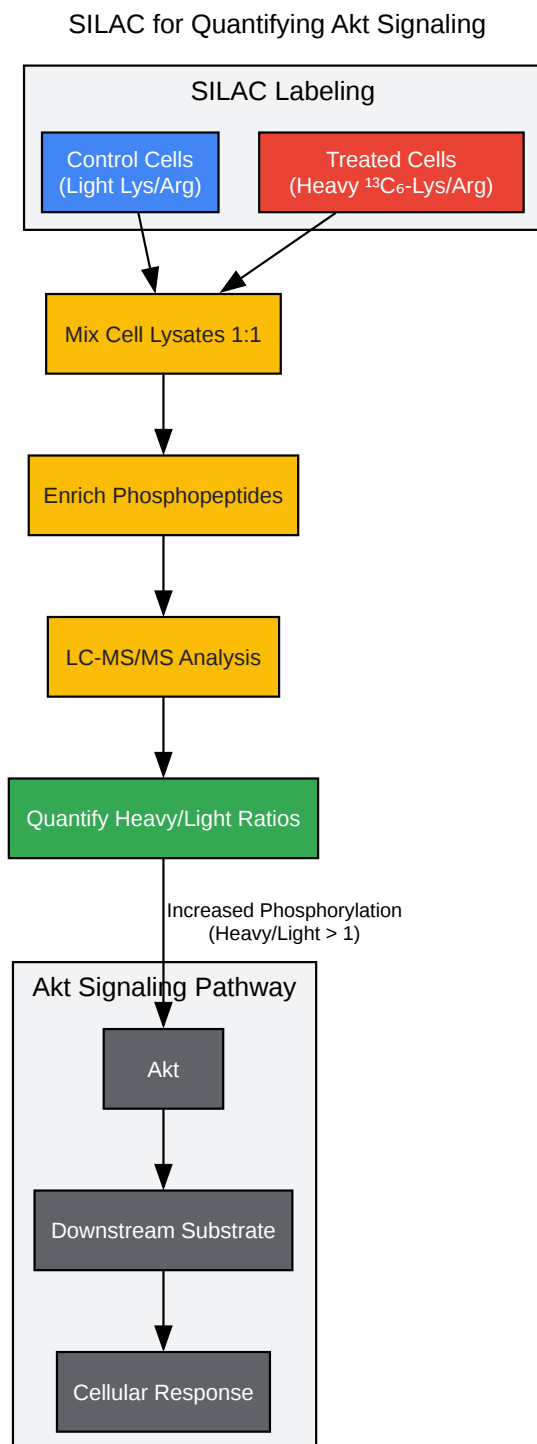 SILAC for Quantifying Akt Signaling
SILAC Labeling
Control Cells
(Light Lys/Arg)
Treated Cells
(Heavy ¹³C₆-Lys/Arg)
Mix Cell Lysates 1:1
Enrich Phosphopeptides
LC-MS/MS Analysis
Quantify Heavy/Light Ratios
Increased Phosphorylation
(Heavy/Light > 1)
Akt Signaling Pathway
Akt
Downstream Substrate
Cellular Response